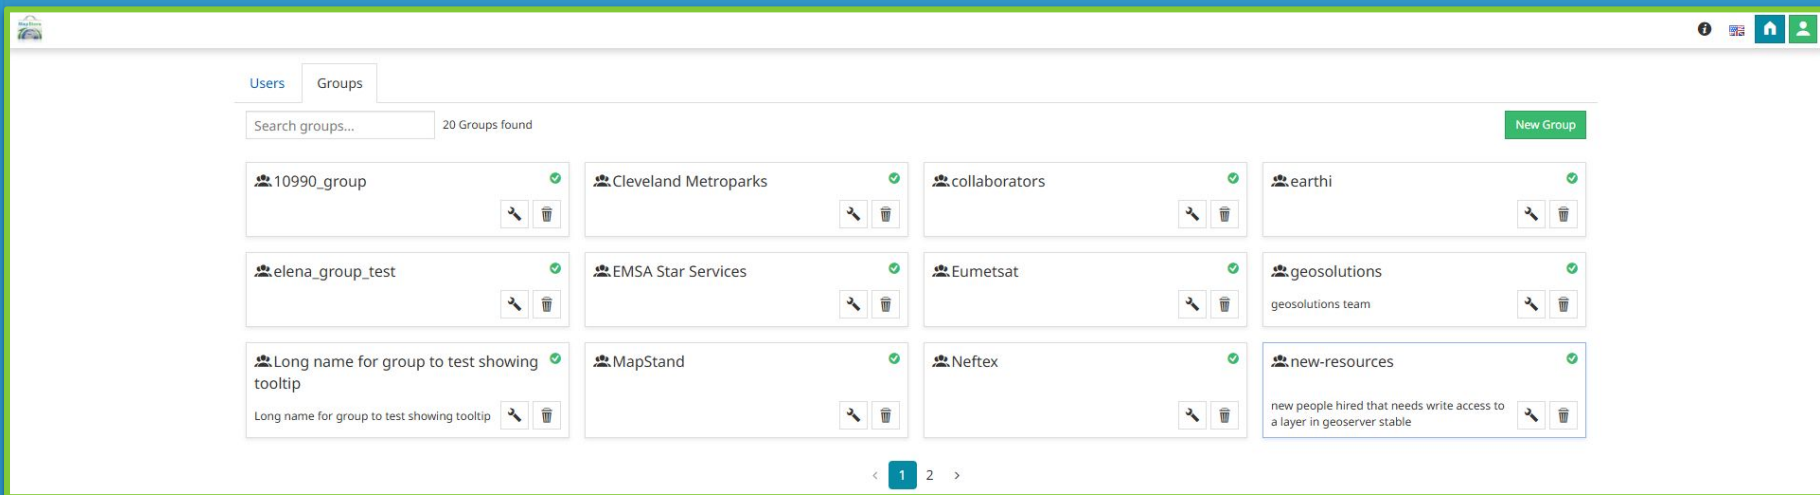 Users Groups
Search groups... 20 Groups found New Group
10990_group Cleveland Metroparks collaborators earthi
elena_group_test EMSA Star Services Eumetsat geosolutions
geosolutions team
Long name for group to test showing MapStand Neftex new-resources
tooltip
Long name for group to test showing tooltip new people hired that needs write access to
a layer in geoserver stable
‹ 1 2 ›